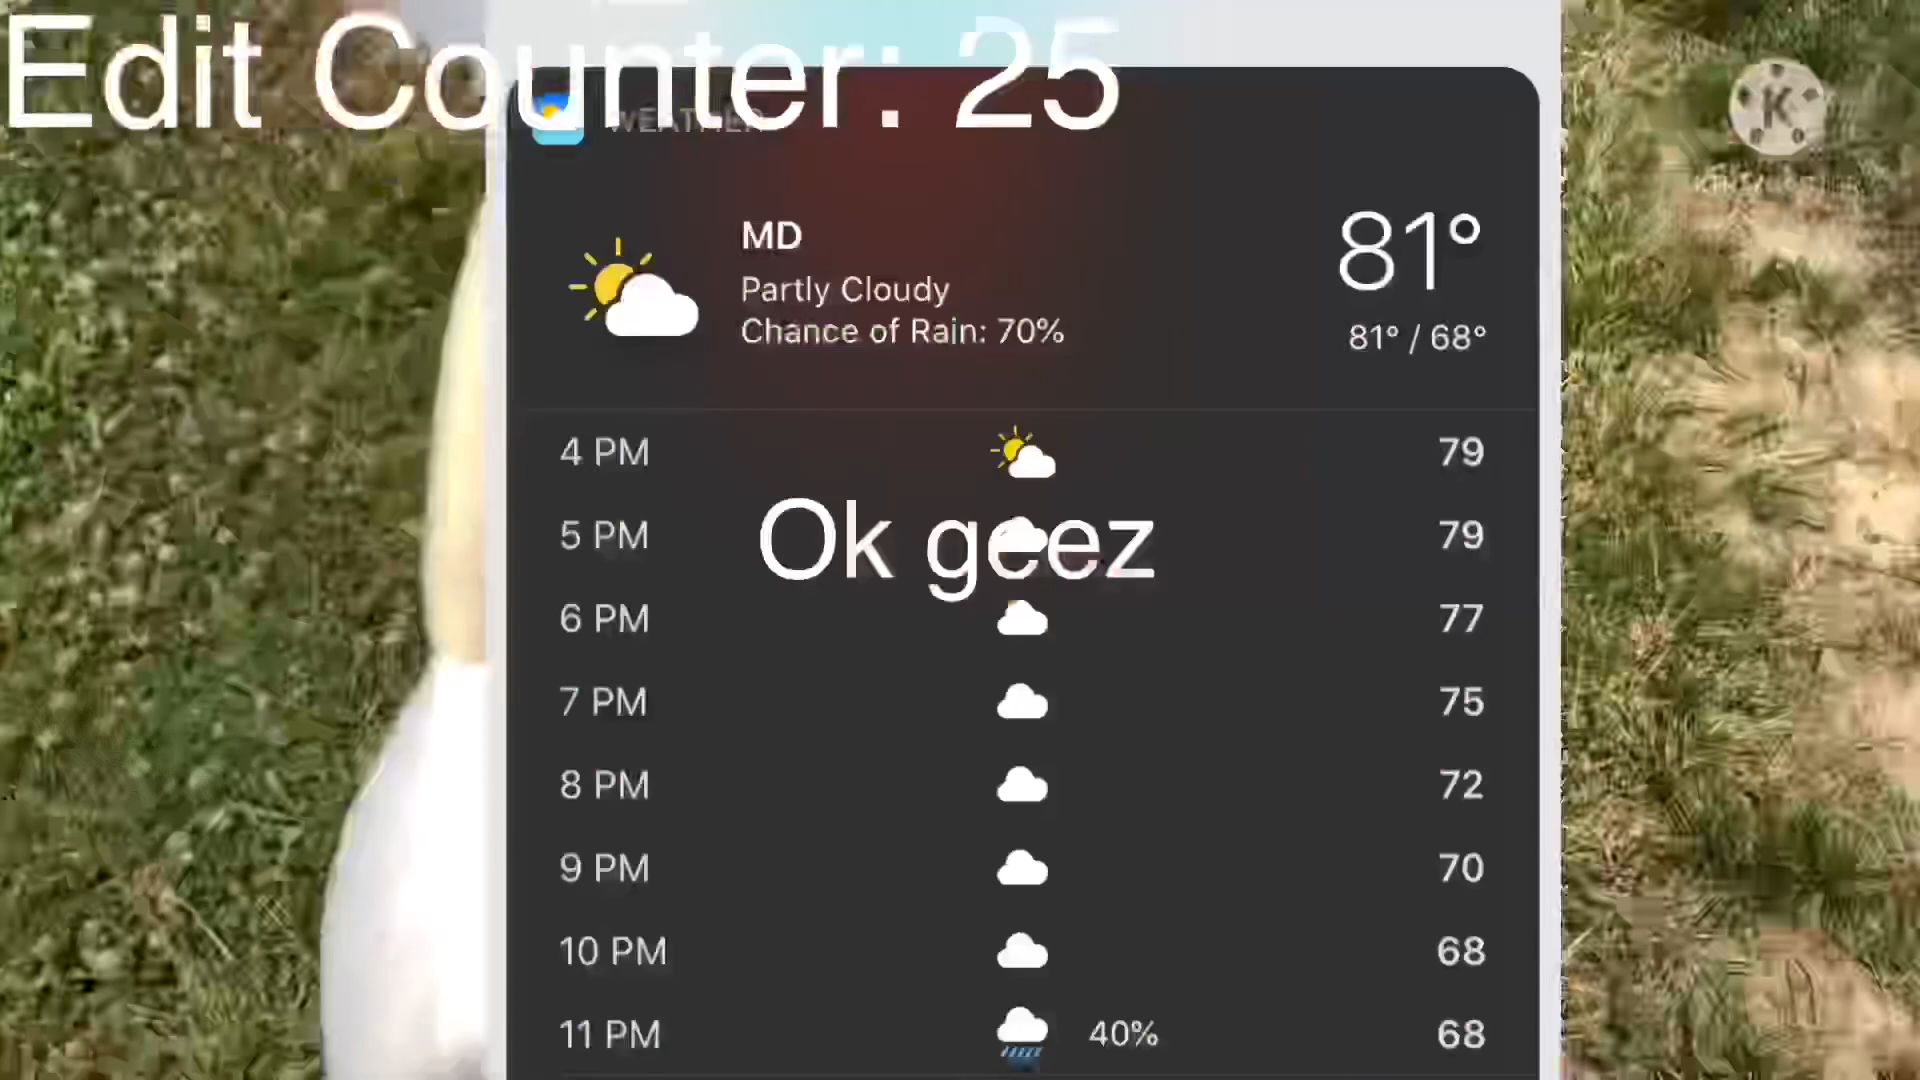 Edit Counter: 25
WEATHER
MD
Partly Cloudy
Chance of Rain: 70%
81°
81° / 68°
4 PM 79
5 PM 79
Ok geez
6 PM 77
7 PM 75
8 PM 72
9 PM 70
10 PM 68
11 PM 40% 68
K